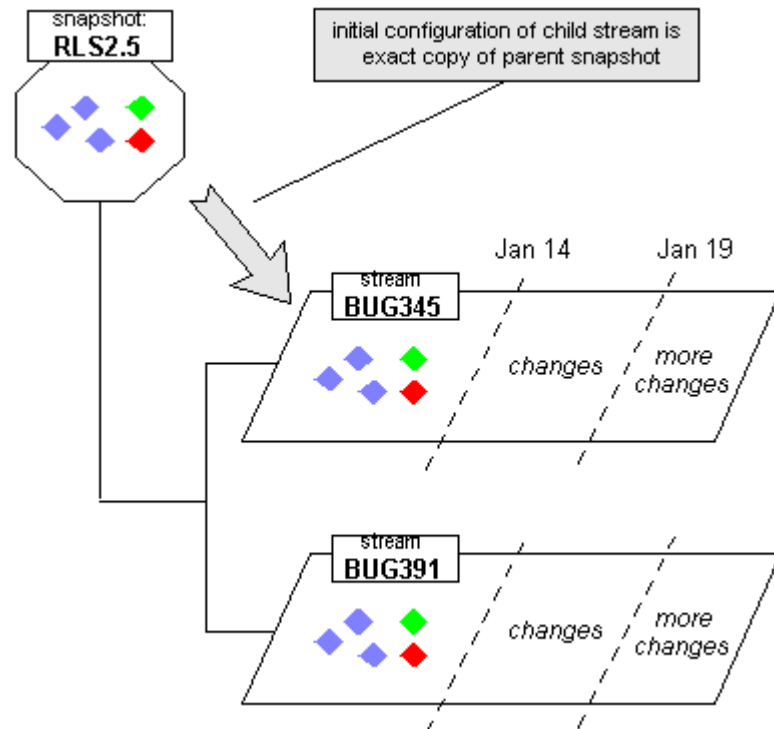 snapshot:
RLS2.5
initial configuration of child stream is
exact copy of parent snapshot
Jan 14
Jan 19
stream
BUG345
changes
more
changes
stream
BUG391
changes
more
changes